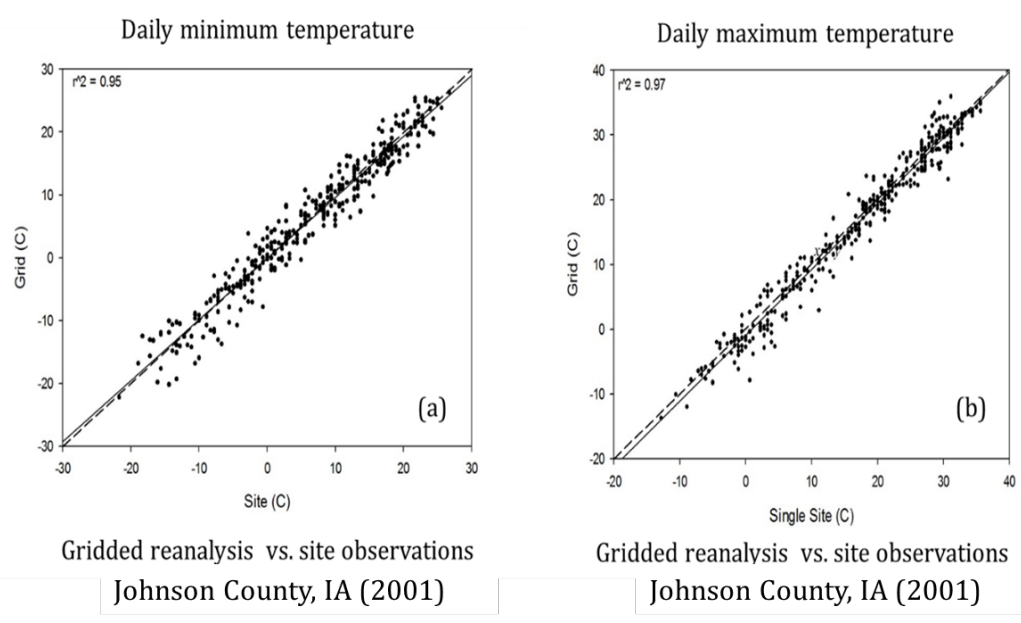 Daily minimum temperature
r^2 = 0.95
30
20
10
0
-10
-20
-30
Grid (C)
(a)
-30 -20 -10 0 10 20 30
Site (C)
Gridded reanalysis vs. site observations
Johnson County, IA (2001)
Daily maximum temperature
r^2 = 0.97
40
30
20
10
0
-10
-20
Grid (C)
(b)
-20 -10 0 10 20 30 40
Single Site (C)
Gridded reanalysis vs. site observations
Johnson County, IA (2001)